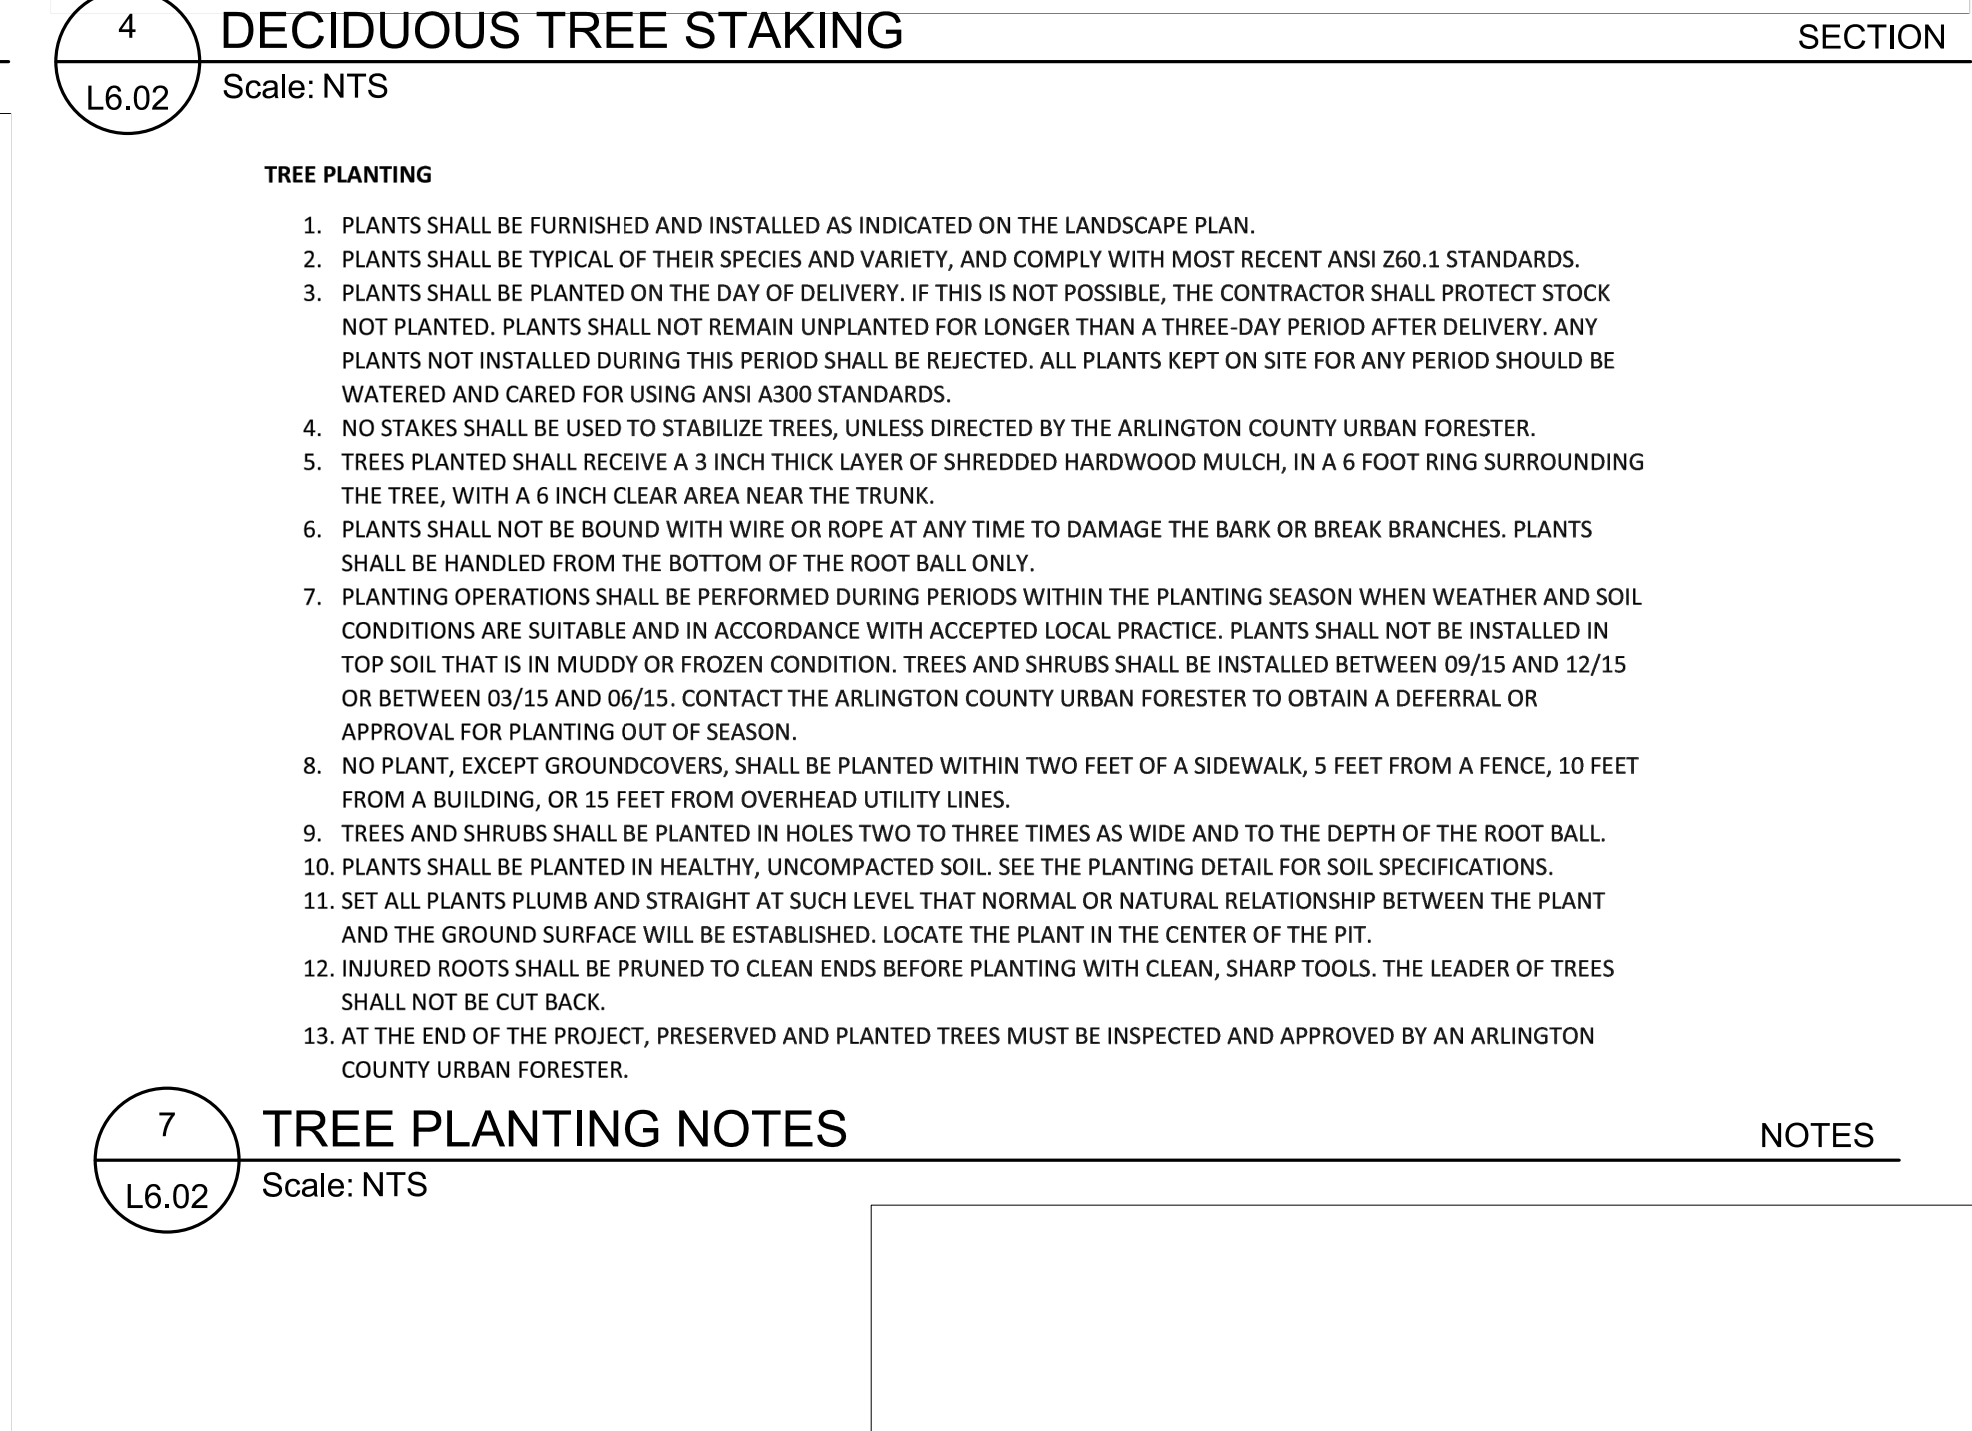 4
DECIDUOUS TREE STAKING
SECTION
L6.02
Scale: NTS
TREE PLANTING
1. PLANTS SHALL BE FURNISHED AND INSTALLED AS INDICATED ON THE LANDSCAPE PLAN.
2. PLANTS SHALL BE TYPICAL OF THEIR SPECIES AND VARIETY, AND COMPLY WITH MOST RECENT ANSI Z60.1 STANDARDS.
3. PLANTS SHALL BE PLANTED ON THE DAY OF DELIVERY. IF THIS IS NOT POSSIBLE, THE CONTRACTOR SHALL PROTECT STOCK
NOT PLANTED. PLANTS SHALL NOT REMAIN UNPLANTED FOR LONGER THAN A THREE-DAY PERIOD AFTER DELIVERY. ANY
PLANTS NOT INSTALLED DURING THIS PERIOD SHALL BE REJECTED. ALL PLANTS KEPT ON SITE FOR ANY PERIOD SHOULD BE
WATERED AND CARED FOR USING ANSI A300 STANDARDS.
4. NO STAKES SHALL BE USED TO STABILIZE TREES, UNLESS DIRECTED BY THE ARLINGTON COUNTY URBAN FORESTER.
5. TREES PLANTED SHALL RECEIVE A 3 INCH THICK LAYER OF SHREDDED HARDWOOD MULCH, IN A 6 FOOT RING SURROUNDING
THE TREE, WITH A 6 INCH CLEAR AREA NEAR THE TRUNK.
6. PLANTS SHALL NOT BE BOUND WITH WIRE OR ROPE AT ANY TIME TO DAMAGE THE BARK OR BREAK BRANCHES. PLANTS
SHALL BE HANDLED FROM THE BOTTOM OF THE ROOT BALL ONLY.
7. PLANTING OPERATIONS SHALL BE PERFORMED DURING PERIODS WITHIN THE PLANTING SEASON WHEN WEATHER AND SOIL
CONDITIONS ARE SUITABLE AND IN ACCORDANCE WITH ACCEPTED LOCAL PRACTICE. PLANTS SHALL NOT BE INSTALLED IN
TOP SOIL THAT IS IN MUDDY OR FROZEN CONDITION. TREES AND SHRUBS SHALL BE INSTALLED BETWEEN 09/15 AND 12/15
OR BETWEEN 03/15 AND 06/15. CONTACT THE ARLINGTON COUNTY URBAN FORESTER TO OBTAIN A DEFERRAL OR
APPROVAL FOR PLANTING OUT OF SEASON.
8. NO PLANT, EXCEPT GROUNDCOVERS, SHALL BE PLANTED WITHIN TWO FEET OF A SIDEWALK, 5 FEET FROM A FENCE, 10 FEET
FROM A BUILDING, OR 15 FEET FROM OVERHEAD UTILITY LINES.
9. TREES AND SHRUBS SHALL BE PLANTED IN HOLES TWO TO THREE TIMES AS WIDE AND TO THE DEPTH OF THE ROOT BALL.
10. PLANTS SHALL BE PLANTED IN HEALTHY, UNCOMPACTED SOIL. SEE THE PLANTING DETAIL FOR SOIL SPECIFICATIONS.
11. SET ALL PLANTS PLUMB AND STRAIGHT AT SUCH LEVEL THAT NORMAL OR NATURAL RELATIONSHIP BETWEEN THE PLANT
AND THE GROUND SURFACE WILL BE ESTABLISHED. LOCATE THE PLANT IN THE CENTER OF THE PIT.
12. INJURED ROOTS SHALL BE PRUNED TO CLEAN ENDS BEFORE PLANTING WITH CLEAN, SHARP TOOLS. THE LEADER OF TREES
SHALL NOT BE CUT BACK.
13. AT THE END OF THE PROJECT, PRESERVED AND PLANTED TREES MUST BE INSPECTED AND APPROVED BY AN ARLINGTON
COUNTY URBAN FORESTER.
7
TREE PLANTING NOTES
NOTES
L6.02
Scale: NTS